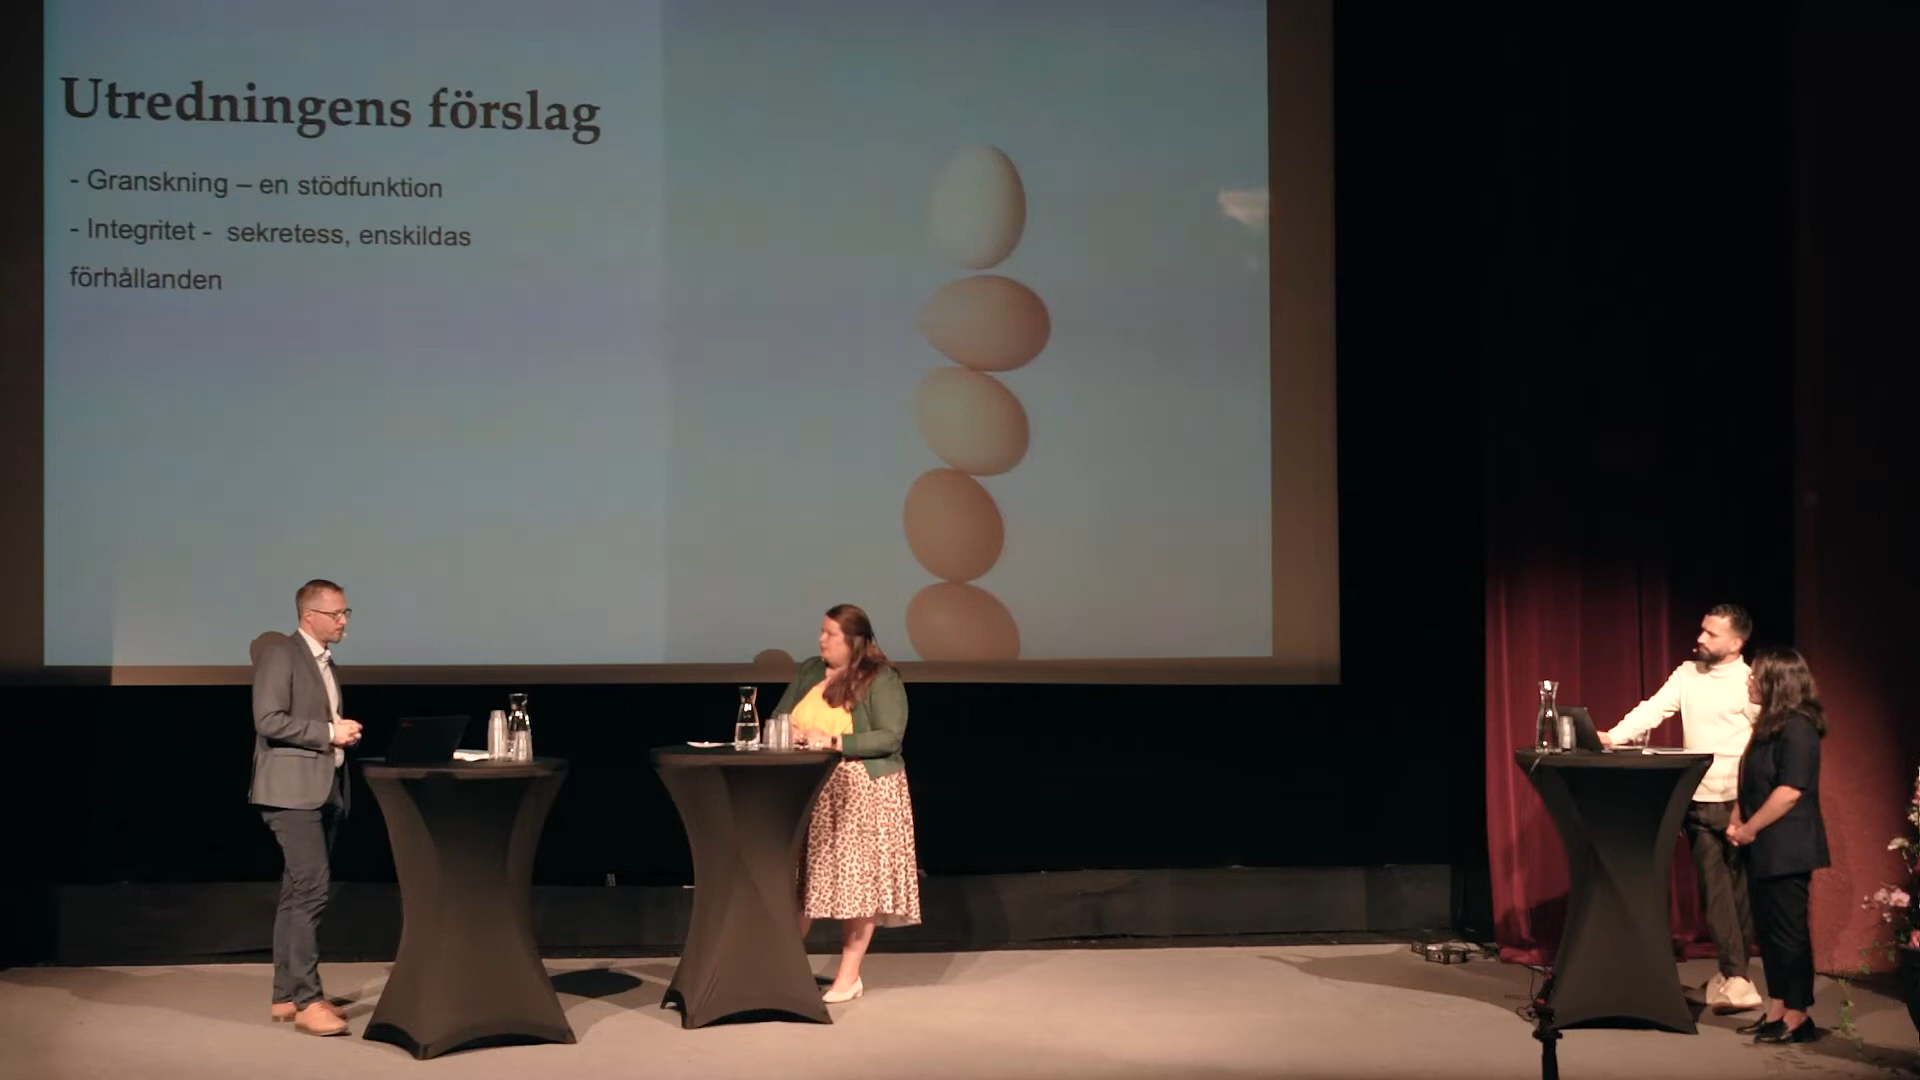 Utredningens förslag
- Granskning – en stödfunktion
- Integritet -  sekretess, enskildas
förhållanden